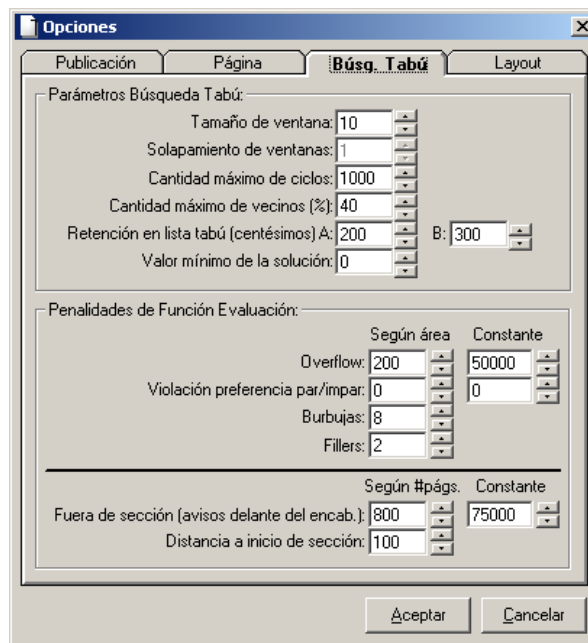 Opciones
Publicación Página Búsq. Tabú Layout
Parámetros Búsqueda Tabú:
Tamaño de ventana: 10
Solapamiento de ventanas: 1
Cantidad máximo de ciclos: 1000
Cantidad máximo de vecinos (%): 40
Retención en lista tabú (centésimos) A: 200 B: 300
Valor mínimo de la solución: 0
Penalidades de Función Evaluación:
Según área Constante
Overflow: 200 50000
Violación preferencia par/impar: 0 0
Burbujas: 8
Fillers: 2
Según #págs. Constante
Fuera de sección (avisos delante del encab.): 800 75000
Distancia a inicio de sección: 100
Aceptar Cancelar